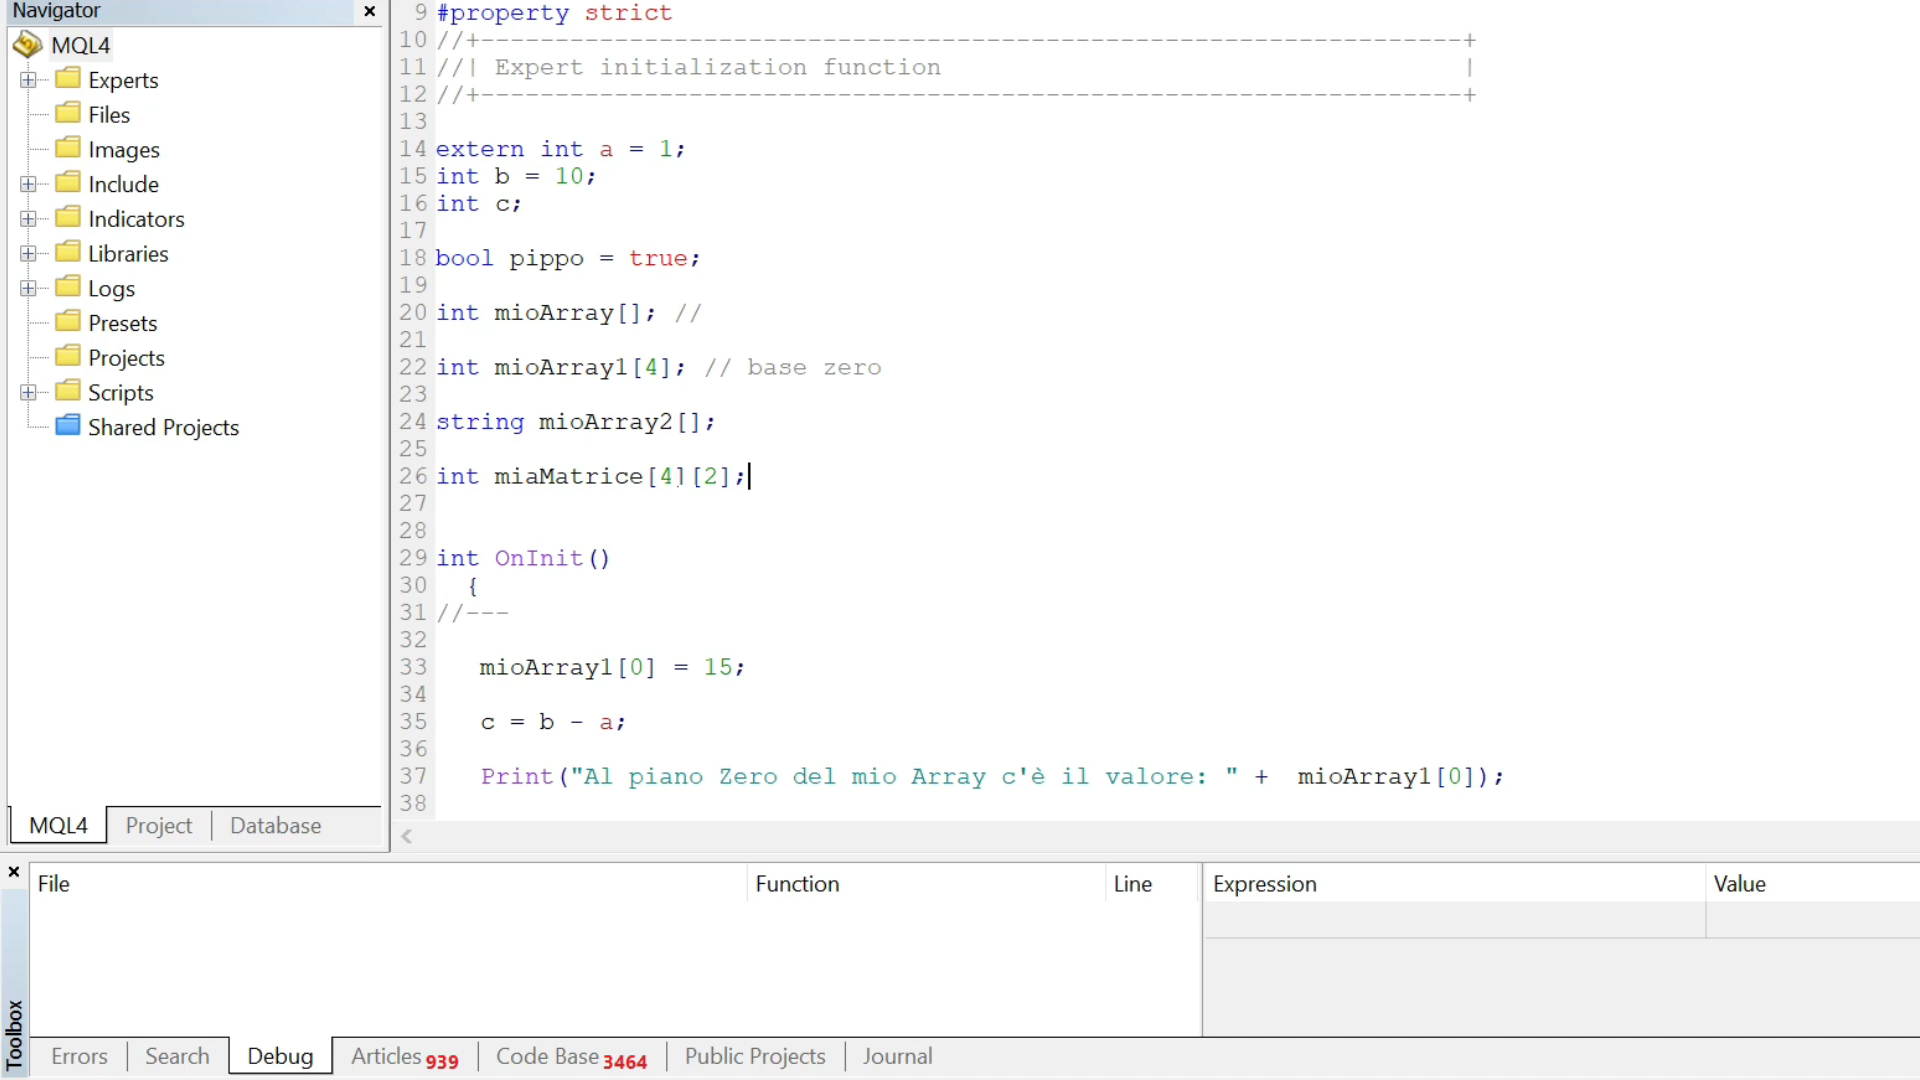 Navigator
MQL4
Experts
Files
Images
Include
Indicators
Libraries
Logs
Presets
Projects
Scripts
Shared Projects
MQL4 Project Database
9 #property strict
10 //+------------------------------------------------------------------+
11 //| Expert initialization function |
12 //+------------------------------------------------------------------+
13
14 extern int a = 1;
15 int b = 10;
16 int c;
17
18 bool pippo = true;
19
20 int mioArray[]; //
21
22 int mioArray1[4]; // base zero
23
24 string mioArray2[];
25
26 int miaMatrice[4][2];
27
28
29 int OnInit()
30 {
31 //---
32
33 mioArray1[0] = 15;
34
35 c = b - a;
36
37 Print("Al piano Zero del mio Array c'è il valore: " + mioArray1[0]);
38
File Function Line Expression Value
Toolbox
Errors Search Debug Articles 939 Code Base 3464 Public Projects Journal